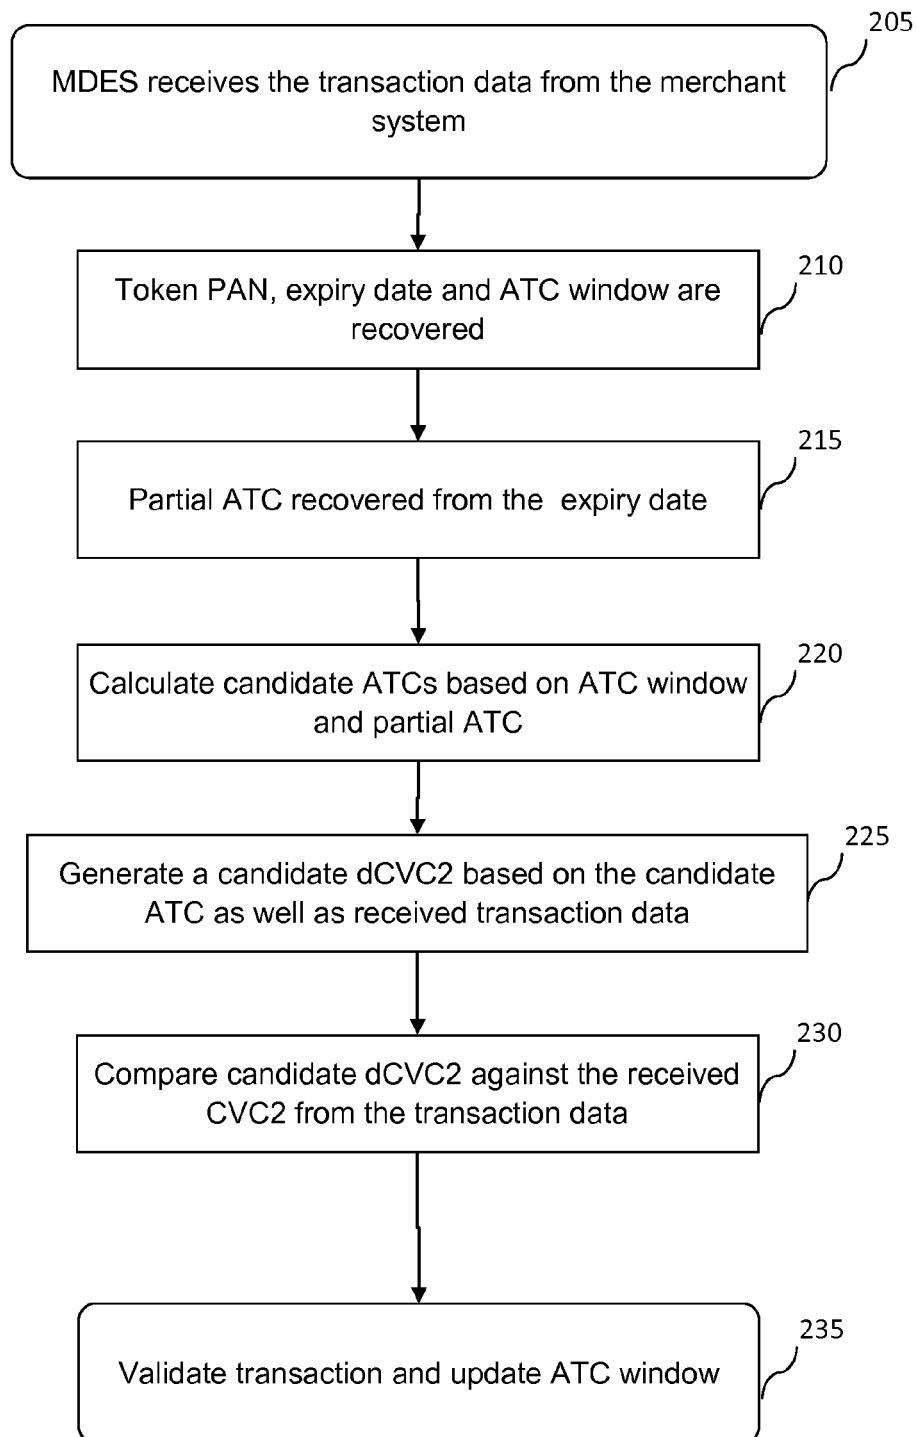 205
MDES receives the transaction data from the merchant
system
210
Token PAN, expiry date and ATC window are
recovered
215
Partial ATC recovered from the expiry date
220
Calculate candidate ATCs based on ATC window
and partial ATC
225
Generate a candidate dCVC2 based on the candidate
ATC as well as received transaction data
230
Compare candidate dCVC2 against the received
CVC2 from the transaction data
235
Validate transaction and update ATC window